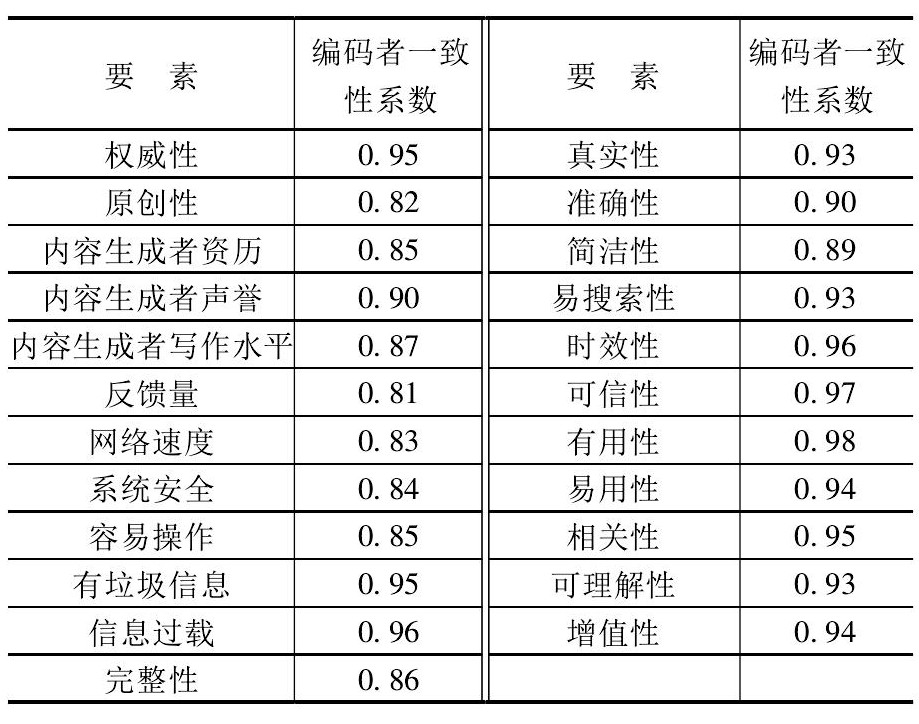 要 素 编码者一致性系数 要 素 编码者一致性系数
权威性 0.95 真实性 0.93
原创性 0.82 准确性 0.90
内容生成者资历 0.85 简洁性 0.89
内容生成者声誉 0.90 易搜索性 0.93
内容生成者写作水平 0.87 时效性 0.96
反馈量 0.81 可信性 0.97
网络速度 0.83 有用性 0.98
系统安全 0.84 易用性 0.94
容易操作 0.85 相关性 0.95
有垃圾信息 0.95 可理解性 0.93
信息过载 0.96 增值性 0.94
完整性 0.86